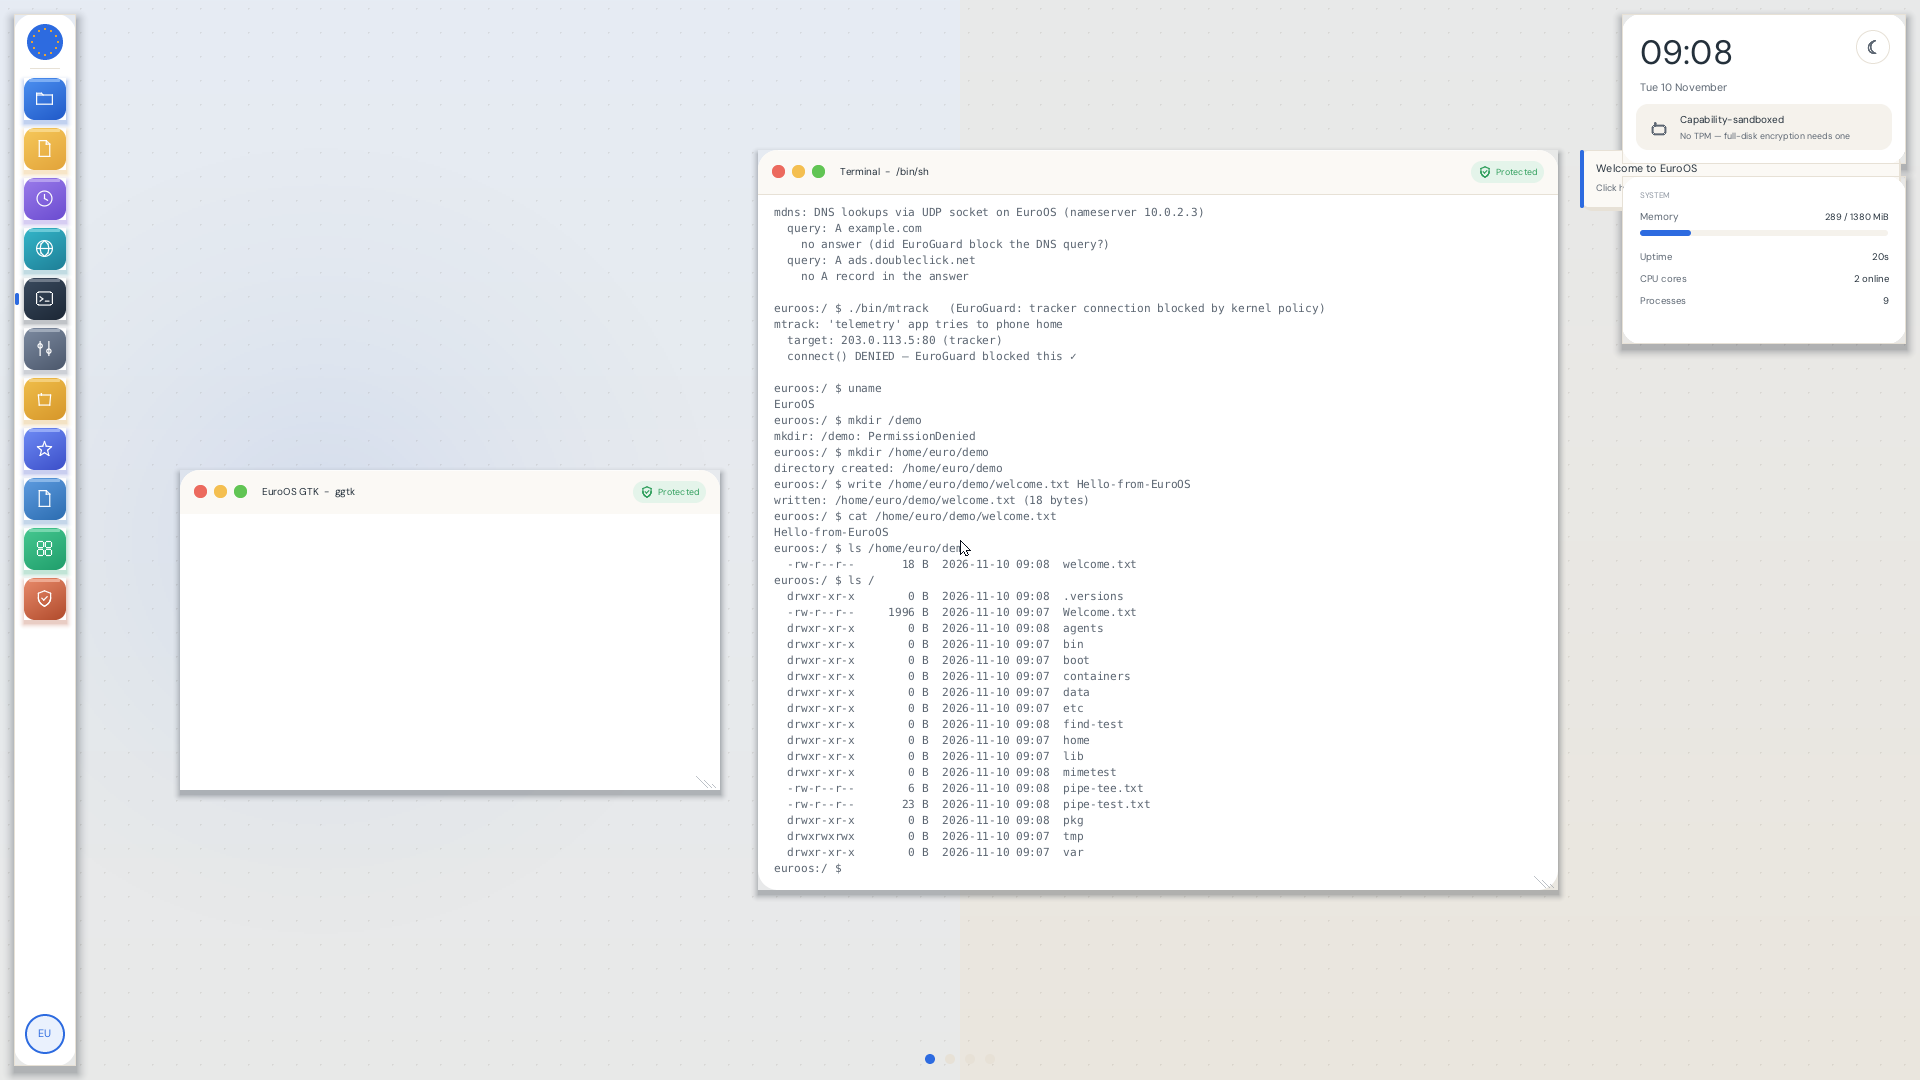 Terminal - /bin/sh
Protected
mdns: DNS lookups via UDP socket on EuroOS (nameserver 10.0.2.3)
query: A example.com
no answer (did EuroGuard block the DNS query?)
query: A ads.doubleclick.net
no A record in the answer
euroos:/ $ ./bin/mtrack   (EuroGuard: tracker connection blocked by kernel policy)
mtrack: 'telemetry' app tries to phone home
target: 203.0.113.5:80 (tracker)
connect() DENIED — EuroGuard blocked this ✓
euroos:/ $ uname
EuroOS
euroos:/ $ mkdir /demo
mkdir: /demo: PermissionDenied
euroos:/ $ mkdir /home/euro/demo
directory created: /home/euro/demo
euroos:/ $ write /home/euro/demo/welcome.txt Hello-from-EuroOS
written: /home/euro/demo/welcome.txt (18 bytes)
euroos:/ $ cat /home/euro/demo/welcome.txt
Hello-from-EuroOS
euroos:/ $ ls /home/euro/demo
-rw-r--r-- 18 B 2026-11-10 09:08 welcome.txt
euroos:/ $ ls /
drwxr-xr-x 0 B 2026-11-10 09:08 .versions
-rw-r--r-- 1996 B 2026-11-10 09:07 Welcome.txt
drwxr-xr-x 0 B 2026-11-10 09:08 agents
drwxr-xr-x 0 B 2026-11-10 09:07 bin
drwxr-xr-x 0 B 2026-11-10 09:07 boot
drwxr-xr-x 0 B 2026-11-10 09:07 containers
drwxr-xr-x 0 B 2026-11-10 09:07 data
drwxr-xr-x 0 B 2026-11-10 09:07 etc
drwxr-xr-x 0 B 2026-11-10 09:08 find-test
drwxr-xr-x 0 B 2026-11-10 09:07 home
drwxr-xr-x 0 B 2026-11-10 09:07 lib
drwxr-xr-x 0 B 2026-11-10 09:08 mimetest
-rw-r--r-- 6 B 2026-11-10 09:08 pipe-tee.txt
-rw-r--r-- 23 B 2026-11-10 09:08 pipe-test.txt
drwxr-xr-x 0 B 2026-11-10 09:08 pkg
drwxrwxrwx 0 B 2026-11-10 09:07 tmp
drwxr-xr-x 0 B 2026-11-10 09:07 var
euroos:/ $
EuroOS GTK - ggtk
Protected
09:08
Tue 10 November
Capability-sandboxed
No TPM — full-disk encryption needs one
Welcome to EuroOS
Click
SYSTEM
Memory 289 / 1380 MiB
Uptime 20s
CPU cores 2 online
Processes 9
EU